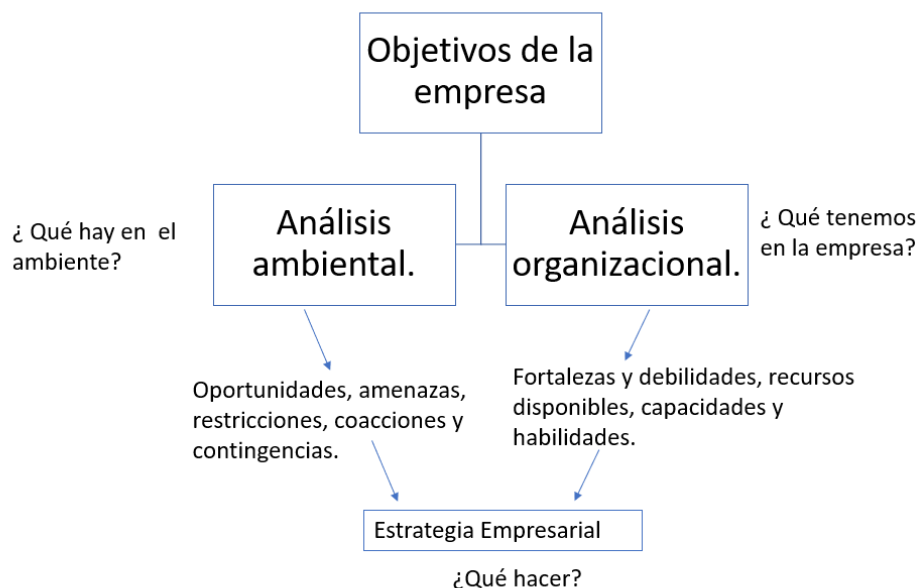 Objetivos de la
empresa
¿ Qué hay en  el
ambiente?
Análisis
ambiental.
Análisis
organizacional.
¿ Qué tenemos
en la empresa?
Oportunidades, amenazas,
restricciones, coacciones y
contingencias.
Fortalezas y debilidades, recursos
disponibles, capacidades y
habilidades.
Estrategia Empresarial
¿Qué hacer?